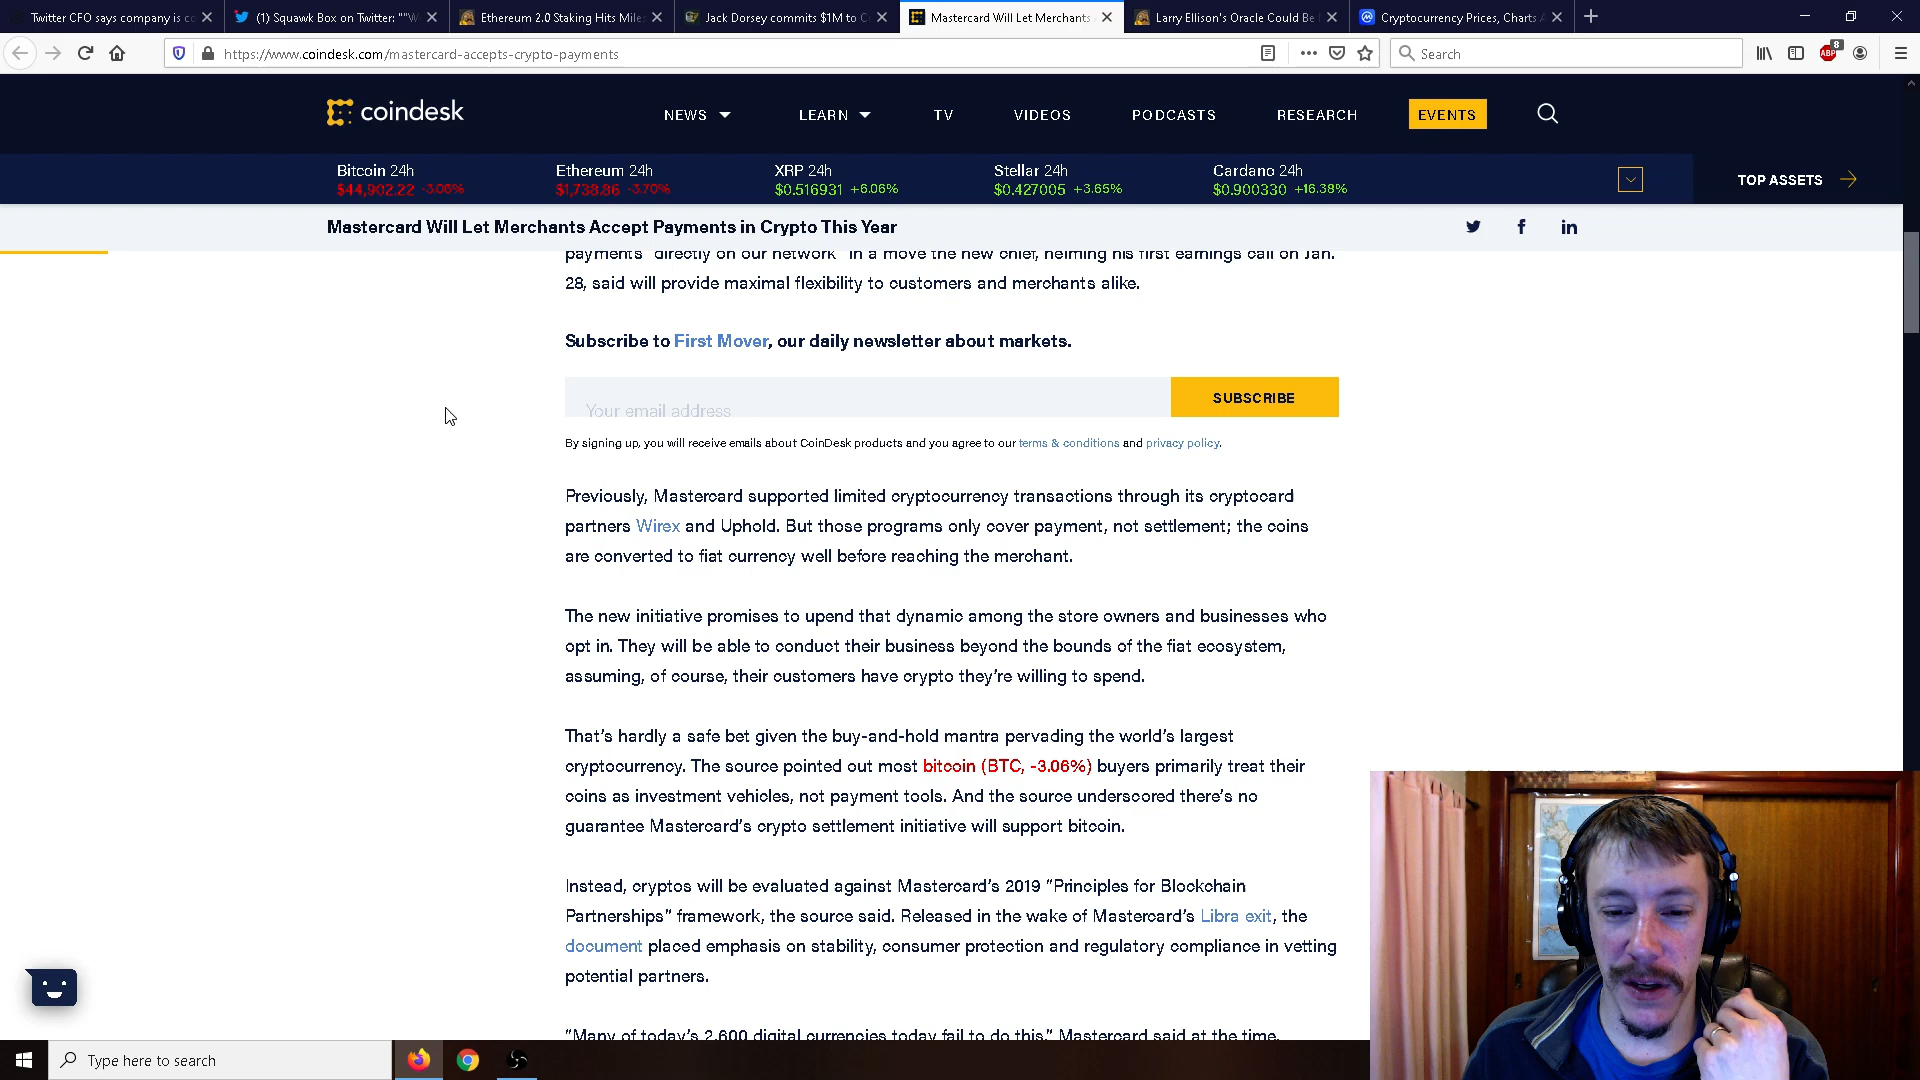 Twitter CFO says company is co
(1) Squawk Box on Twitter: ""W
Ethereum 2.0 Staking Hits Mile
Jack Dorsey commits $1M to C
Mastercard Will Let Merchants
Larry Ellison's Oracle Could Be
Cryptocurrency Prices, Charts A
https://www.coindesk.com/mastercard-accepts-crypto-payments
Search
ABP
8
coindesk
NEWS
LEARN
TV
VIDEOS
PODCASTS
RESEARCH
EVENTS
Bitcoin 24h
Ethereum 24h
XRP 24h
Stellar 24h
Cardano 24h
$44,902.22 -3.06%
$1,738.86 -3.70%
$0.516931 +6.06%
$0.427005 +3.65%
$0.900330 +16.38%
TOP ASSETS
Mastercard Will Let Merchants Accept Payments in Crypto This Year
payments "directly on our network" in a move the new chief, helming his first earnings call on Jan.
28, said will provide maximal flexibility to customers and merchants alike.
Subscribe to First Mover, our daily newsletter about markets.
Your email address
SUBSCRIBE
By signing up, you will receive emails about CoinDesk products and you agree to our terms & conditions and privacy policy.
Previously, Mastercard supported limited cryptocurrency transactions through its cryptocard
partners Wirex and Uphold. But those programs only cover payment, not settlement; the coins
are converted to fiat currency well before reaching the merchant.
The new initiative promises to upend that dynamic among the store owners and businesses who
opt in. They will be able to conduct their business beyond the bounds of the fiat ecosystem,
assuming, of course, their customers have crypto they're willing to spend.
That's hardly a safe bet given the buy-and-hold mantra pervading the world's largest
cryptocurrency. The source pointed out most bitcoin (BTC, -3.06%) buyers primarily treat their
coins as investment vehicles, not payment tools. And the source underscored there's no
guarantee Mastercard's crypto settlement initiative will support bitcoin.
Instead, cryptos will be evaluated against Mastercard's 2019 "Principles for Blockchain
Partnerships" framework, the source said. Released in the wake of Mastercard's Libra exit, the
document placed emphasis on stability, consumer protection and regulatory compliance in vetting
potential partners.
"Many of today's 2,600 digital currencies today fail to do this," Mastercard said at the time.
Type here to search